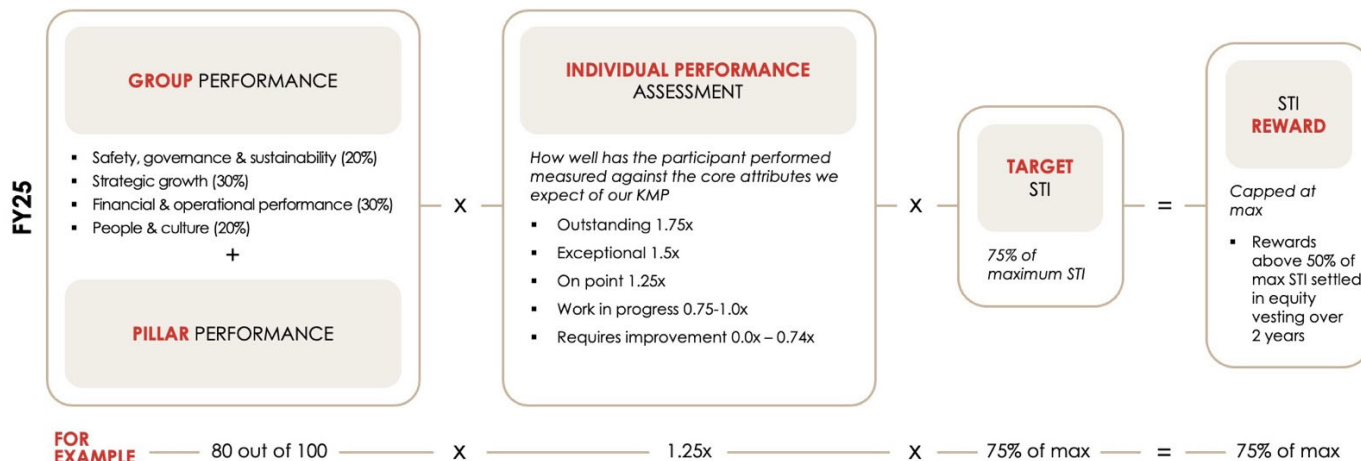 FY25
GROUP PERFORMANCE
▪ Safety, governance & sustainability (20%)
▪ Strategic growth (30%)
▪ Financial & operational performance (30%)
▪ People & culture (20%)
+
PILLAR PERFORMANCE
x
INDIVIDUAL PERFORMANCE
ASSESSMENT
How well has the participant performed
measured against the core attributes we
expect of our KMP
▪ Outstanding 1.75x
▪ Exceptional 1.5x
▪ On point 1.25x
▪ Work in progress 0.75-1.0x
▪ Requires improvement 0.0x – 0.74x
x
TARGET
STI
75% of
maximum STI
=
STI
REWARD
Capped at
max
▪ Rewards
above 50% of
max STI settled
in equity
vesting over
2 years
FOR
EXAMPLE
80 out of 100 x 1.25x x 75% of max = 75% of max